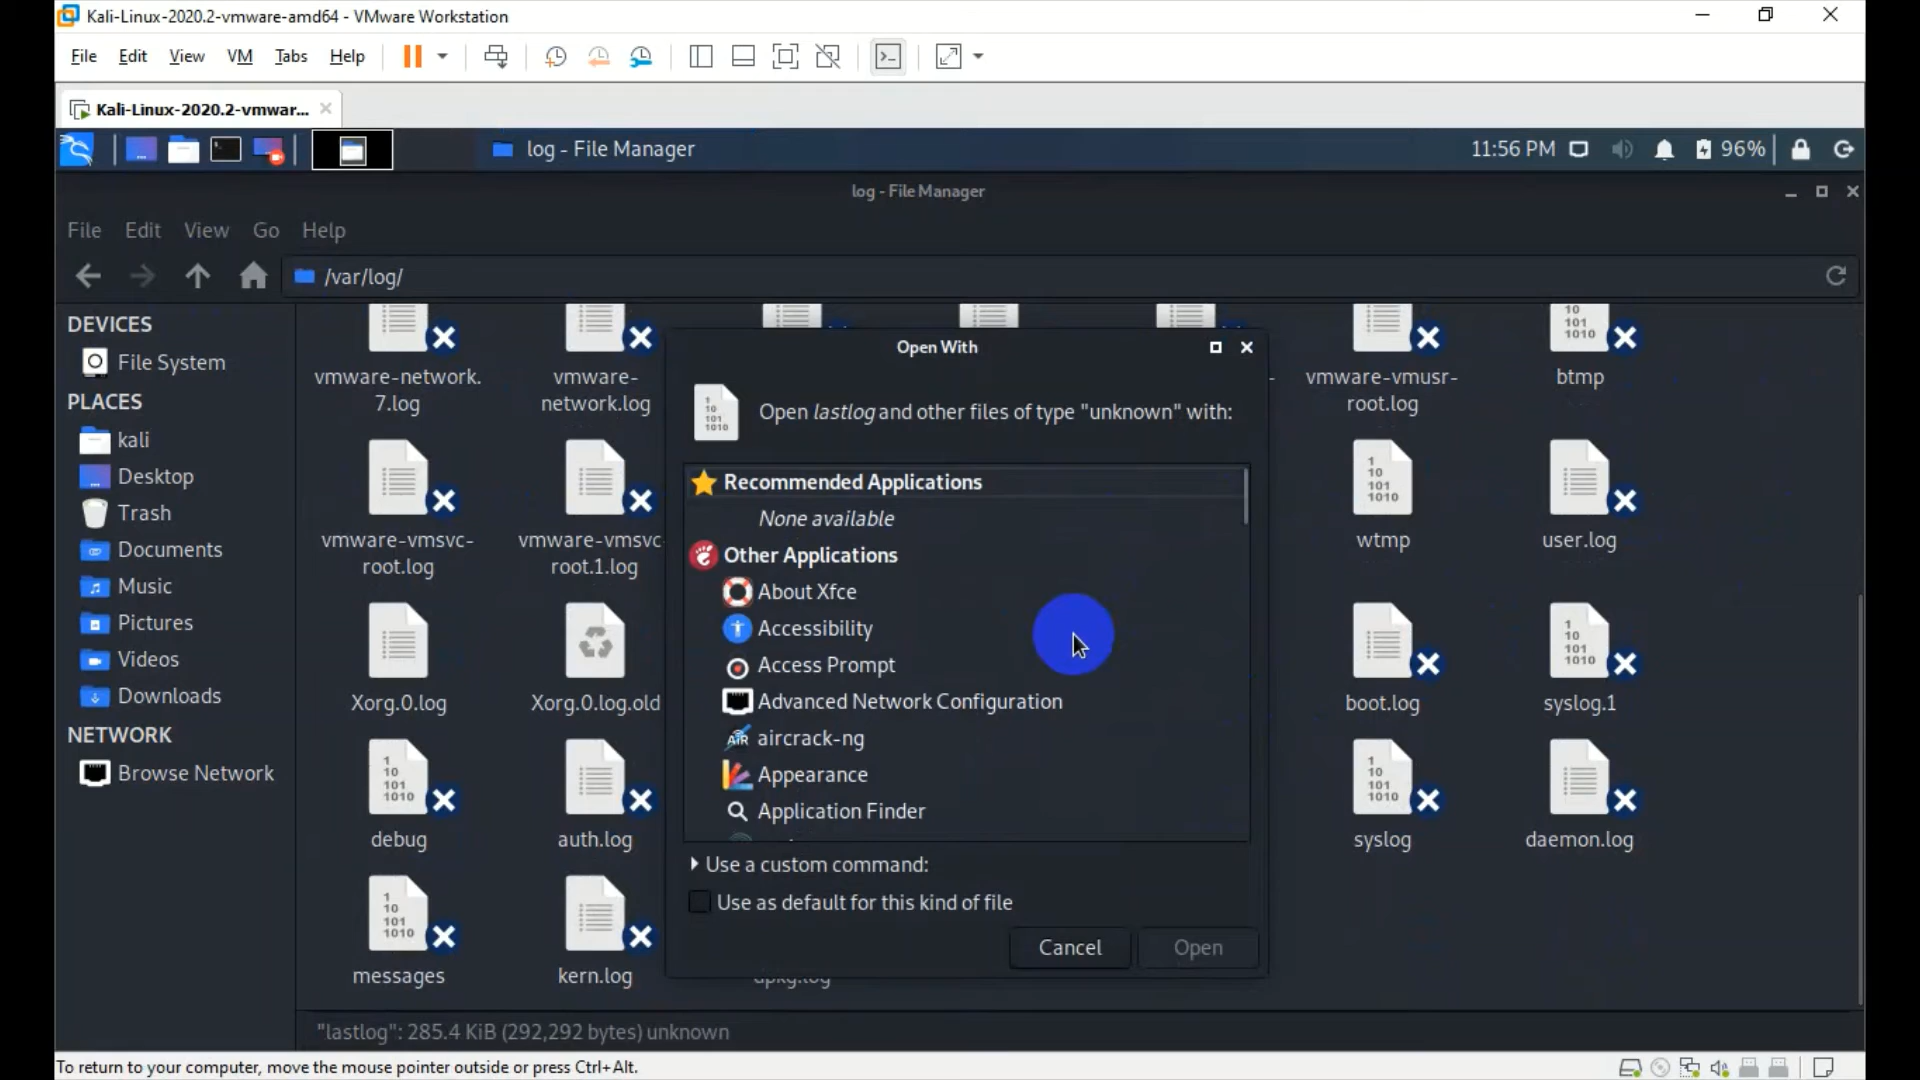 Kali-Linux-2020.2-vmware-amd64 - VMware Workstation
File Edit View VM Tabs Help
Kali-Linux-2020.2-vmwar...
log - File Manager
11:56 PM
96%
log - File Manager
File Edit View Go Help
/var/log/
DEVICES
File System
PLACES
kali
Desktop
Trash
Documents
Music
Pictures
Videos
Downloads
NETWORK
Browse Network
vmware-network.
7.log
vmware-
network.log
vmware-vmusr-
root.log
btmp
vmware-vmsvc-
root.log
vmware-vmsvc-
root.1.log
wtmp
user.log
Xorg.0.log
Xorg.0.log.old
boot.log
syslog.1
debug
auth.log
syslog
daemon.log
messages
kern.log
dpkg.log
Open With
Open lastlog and other files of type "unknown" with:
Recommended Applications
None available
Other Applications
About Xfce
Accessibility
Access Prompt
Advanced Network Configuration
aircrack-ng
Appearance
Application Finder
Use a custom command:
Use as default for this kind of file
Cancel
Open
"lastlog": 285.4 KiB (292,292 bytes) unknown
To return to your computer, move the mouse pointer outside or press Ctrl+Alt.